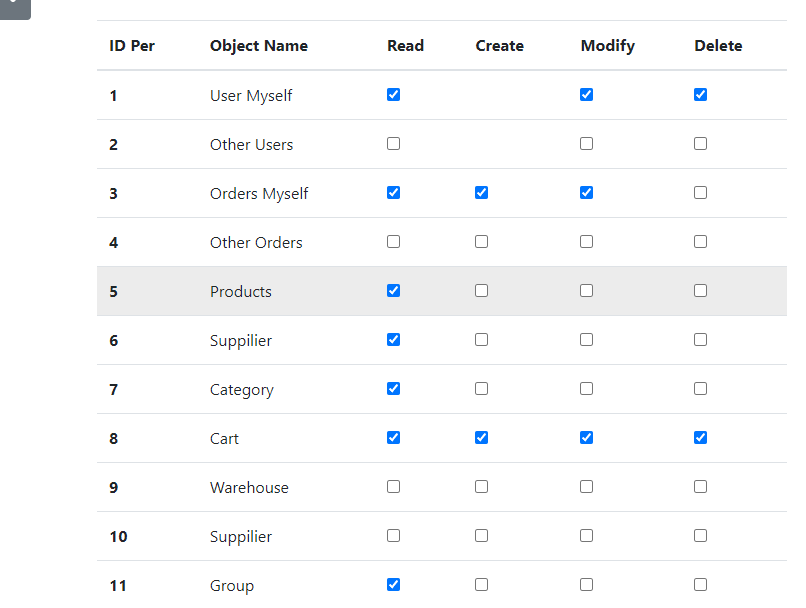 ID Per Object Name Read Create Modify Delete
1 User Myself
2 Other Users
3 Orders Myself
4 Other Orders
5 Products
6 Suppilier
7 Category
8 Cart
9 Warehouse
10 Suppilier
11 Group